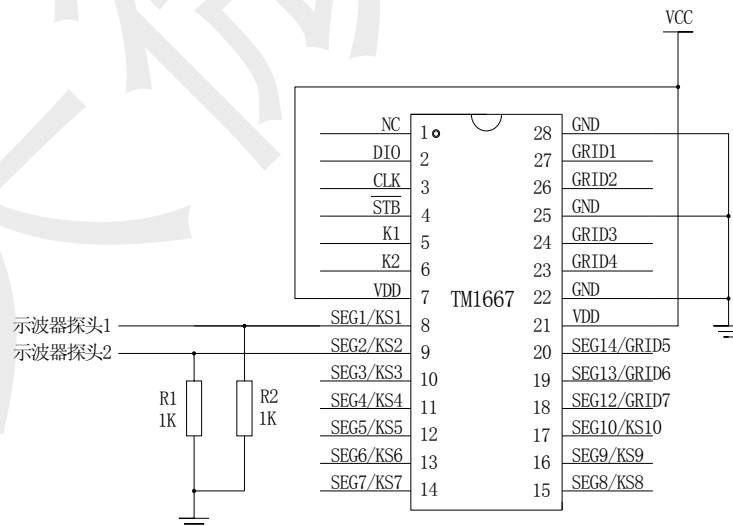 VCC
NC 1 28 GND
DIO 2 27 GRID1
CLK 3 26 GRID2
STB 4 25 GND
K1 5 24 GRID3
K2 6 23 GRID4
VDD 7 TM1667 22 GND
示波器探头1 SEG1/KS1 8 21 VDD
示波器探头2 SEG2/KS2 9 20 SEG14/GRID5
SEG3/KS3 10 19 SEG13/GRID6
R1 R2 SEG4/KS4 11 18 SEG12/GRID7
1K 1K SEG5/KS5 12 17 SEG10/KS10
SEG6/KS6 13 16 SEG9/KS9
SEG7/KS7 14 15 SEG8/KS8